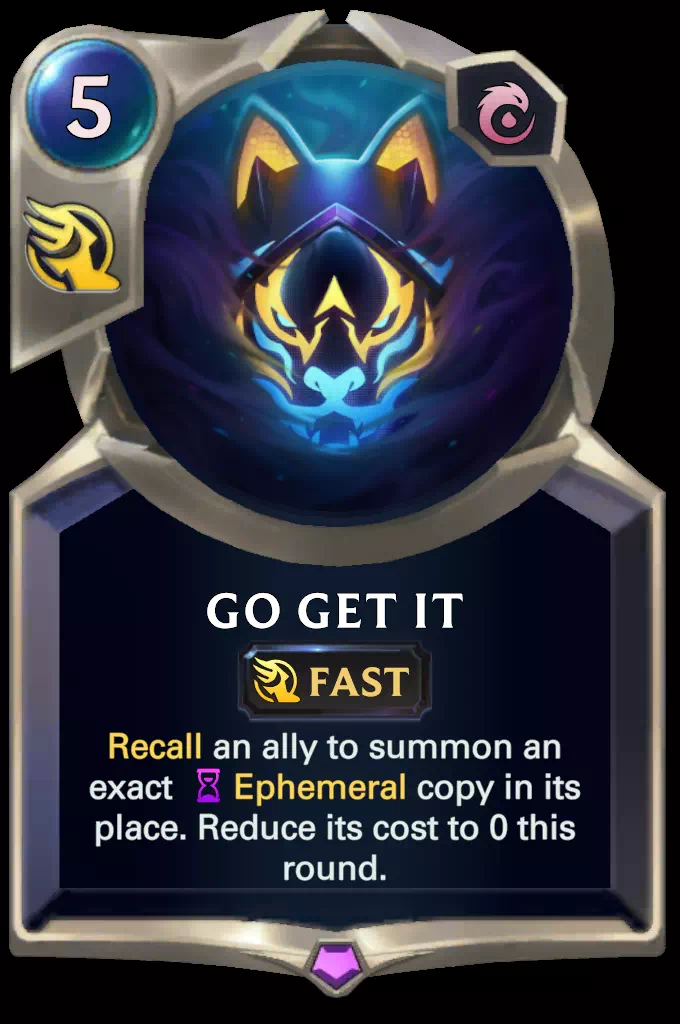 5
GO GET IT
FAST
Recall an ally to summon an
exact Ephemeral copy in its
place. Reduce its cost to 0 this
round.